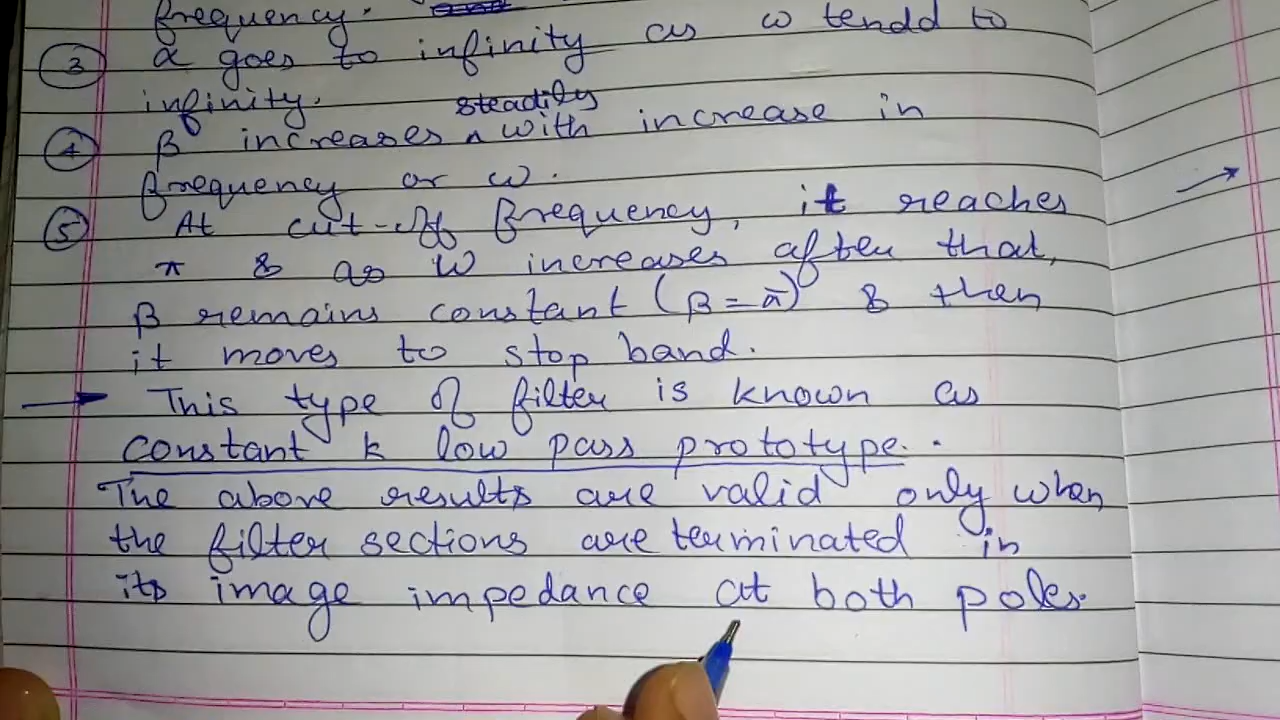 frequency.
③ α goes to infinity as ω tendd to
infinity.
steadily
④ β increases ^ with increase in
frequency or ω.
⑤ At cut-off frequency, it reaches
π & as ω increases after that,
β remains constant (β = π) & then
it moves to stop band.
→ This type of filter is known as
constant k low pass prototype.
The above results are valid only when
the filter sections are terminated in
its image impedance at both poles.